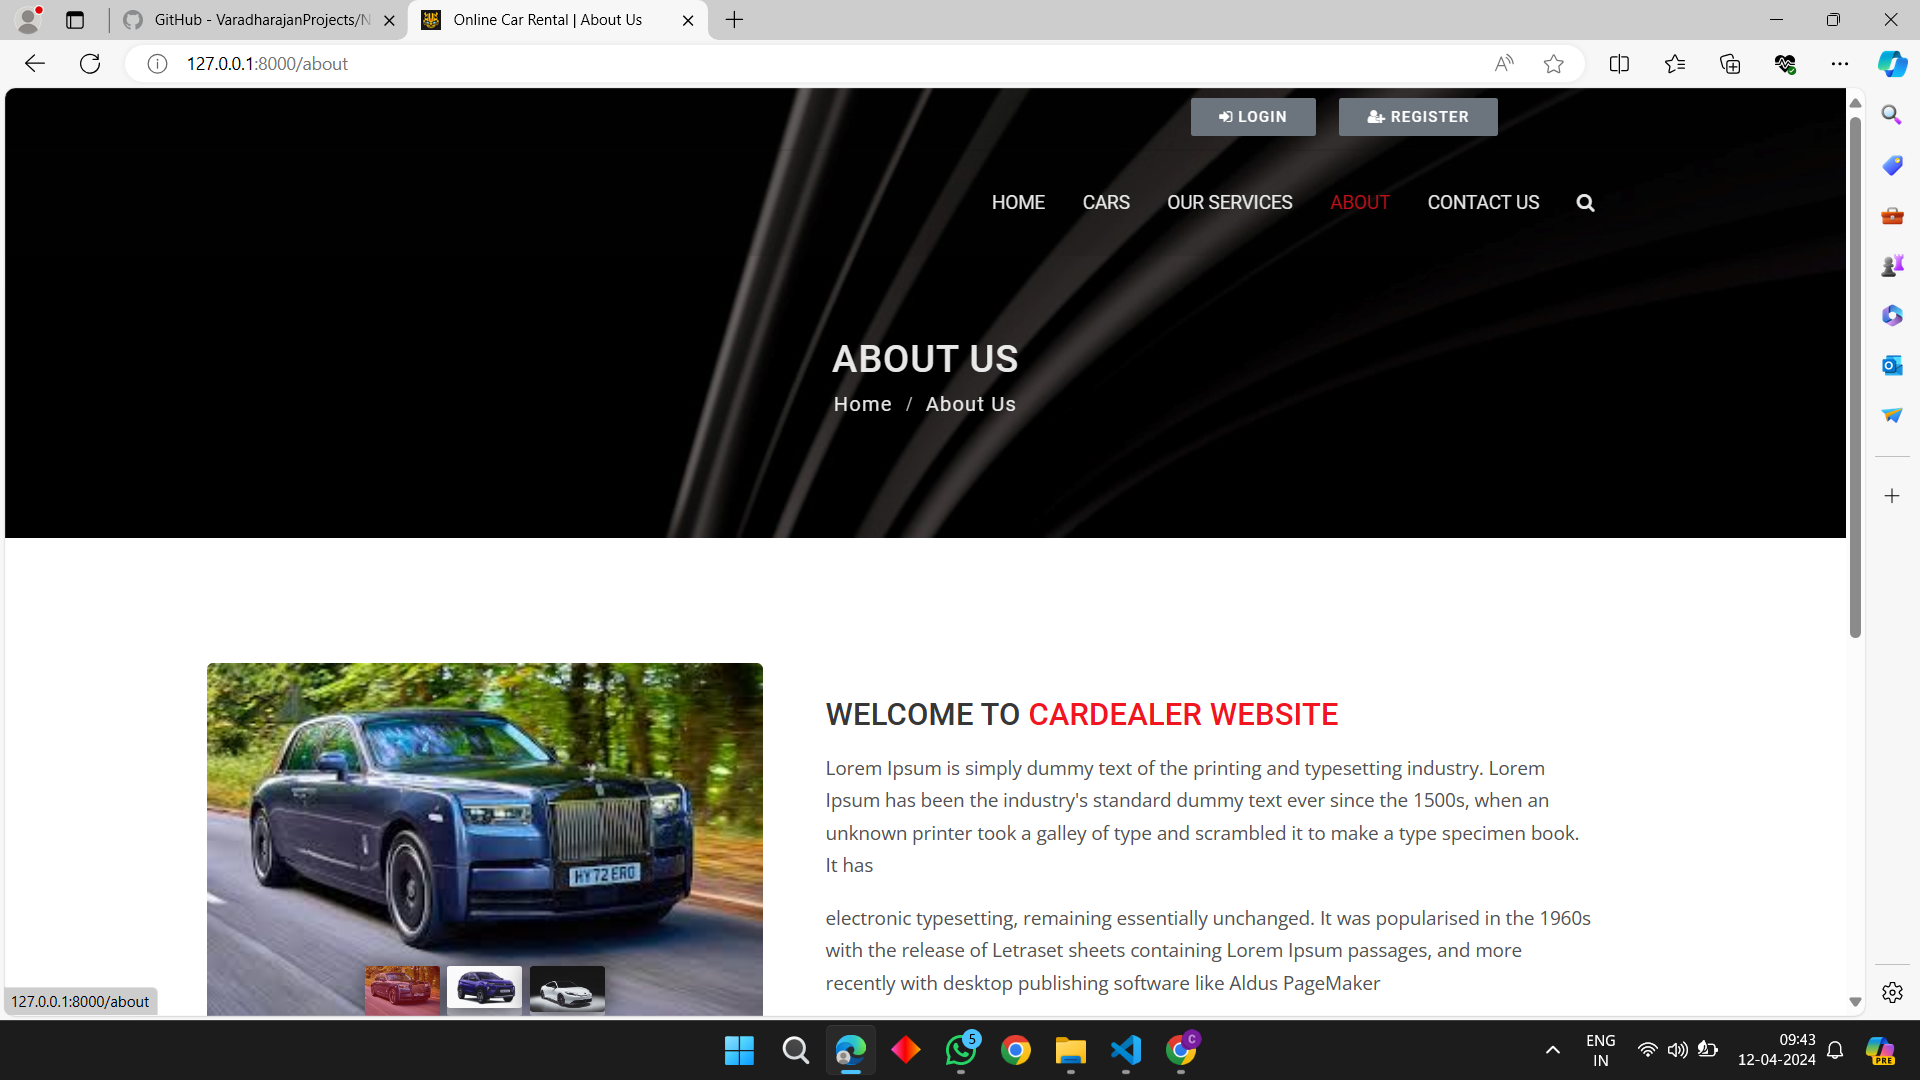 GitHub - VaradharajanProjects/N
Online Car Rental | About Us
127.0.0.1:8000/about
LOGIN
REGISTER
HOME
CARS
OUR SERVICES
ABOUT
CONTACT US
ABOUT US
Home / About Us
HY72 ERO
WELCOME TO CARDEALER WEBSITE
Lorem Ipsum is simply dummy text of the printing and typesetting industry. Lorem
Ipsum has been the industry's standard dummy text ever since the 1500s, when an
unknown printer took a galley of type and scrambled it to make a type specimen book.
It has
electronic typesetting, remaining essentially unchanged. It was popularised in the 1960s
with the release of Letraset sheets containing Lorem Ipsum passages, and more
recently with desktop publishing software like Aldus PageMaker
127.0.0.1:8000/about
5
C
ENG
IN
09:43
12-04-2024
PRE